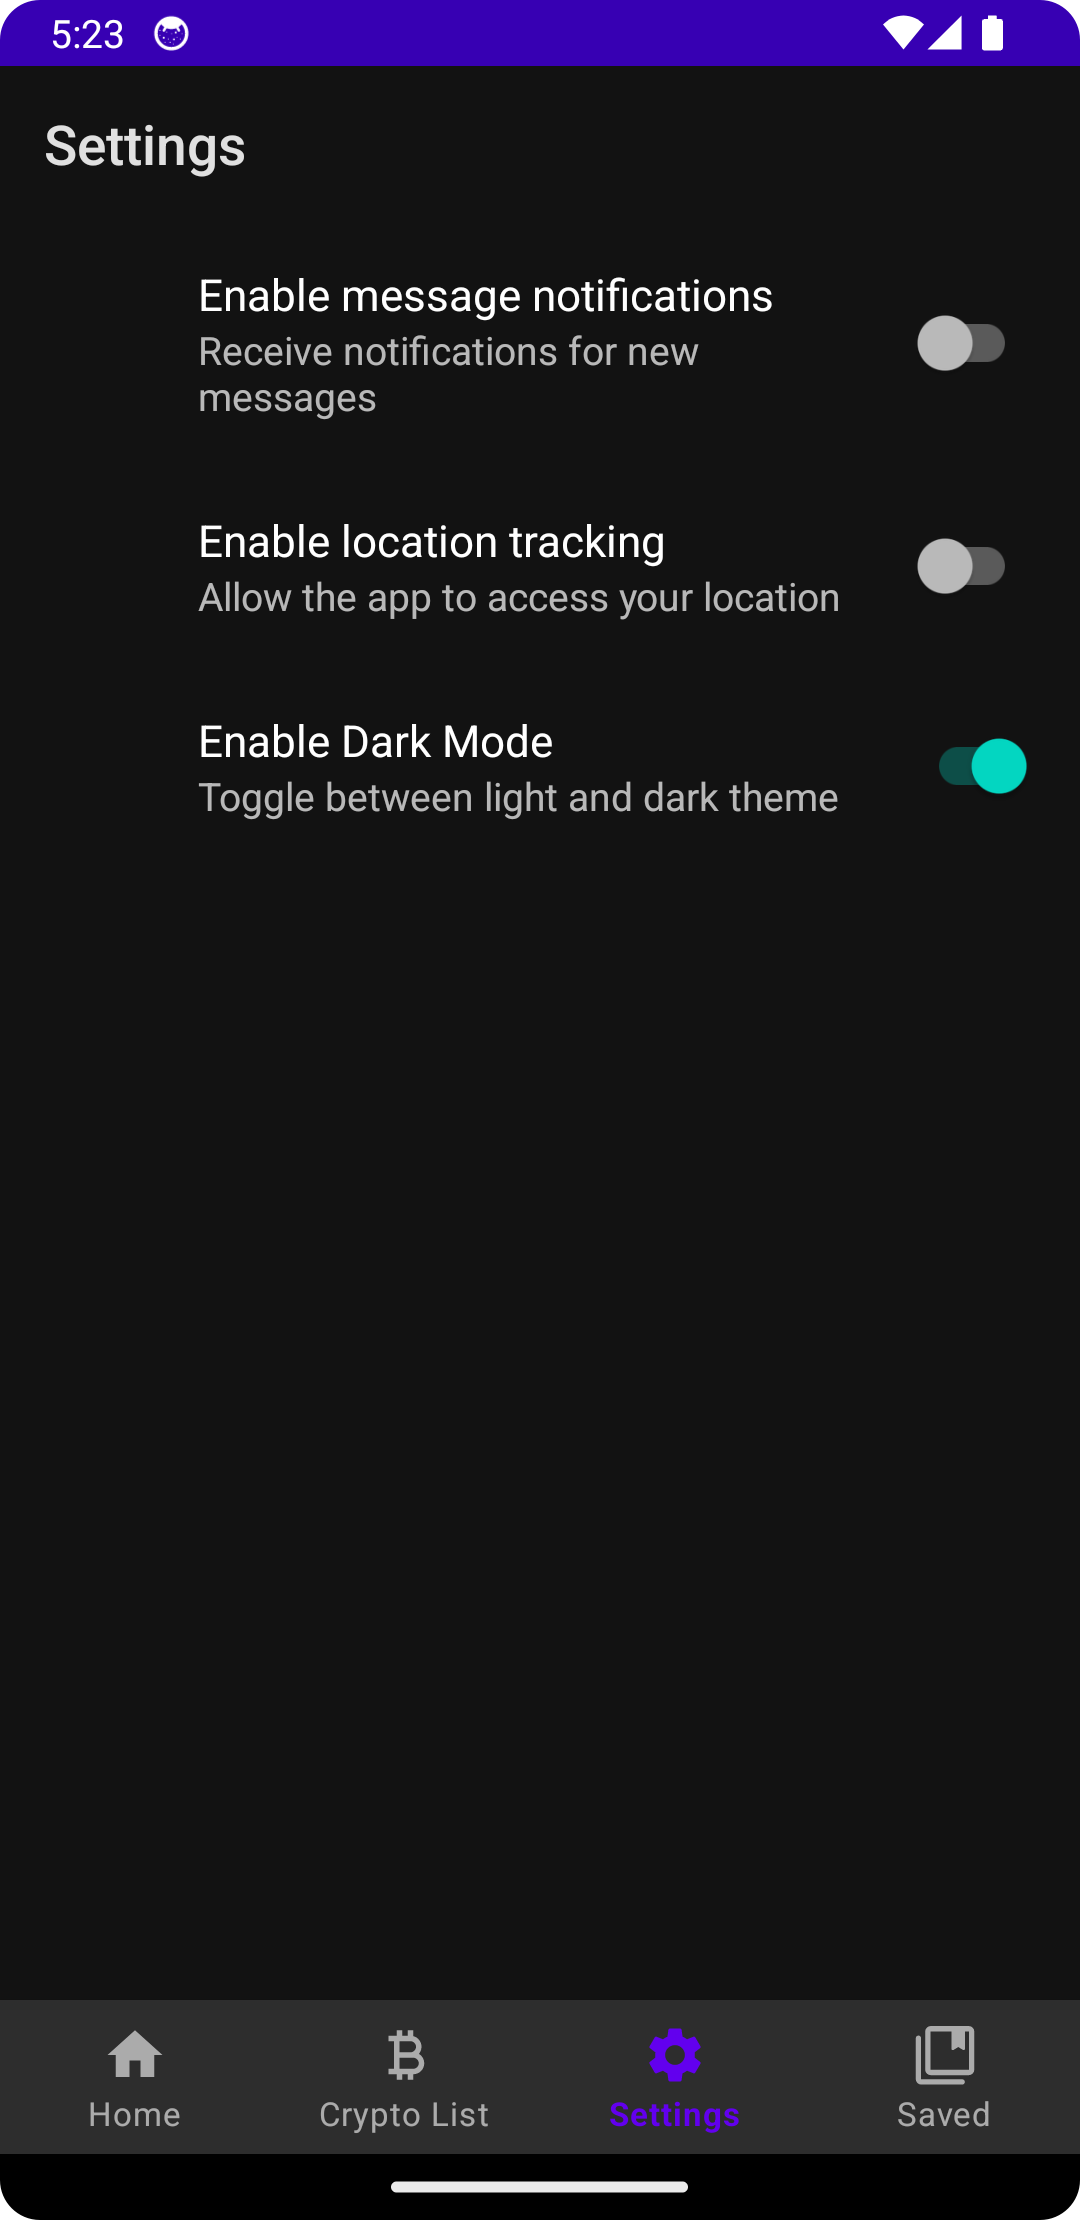 5:23
Settings
Enable message notifications
Receive notifications for new
messages
Enable location tracking
Allow the app to access your location
Enable Dark Mode
Toggle between light and dark theme
Home
Crypto List
Settings
Saved